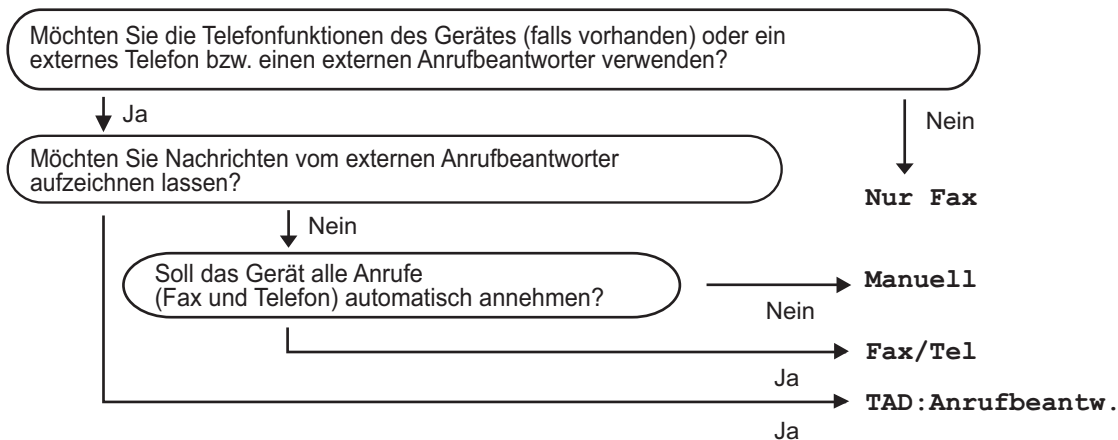 Möchten Sie die Telefonfunktionen des Gerätes (falls vorhanden) oder ein
externes Telefon bzw. einen externen Anrufbeantworter verwenden?
Ja
Nein
Möchten Sie Nachrichten vom externen Anrufbeantworter
aufzeichnen lassen?
Nur Fax
Nein
Soll das Gerät alle Anrufe
(Fax und Telefon) automatisch annehmen?
Manuell
Nein
Fax/Tel
Ja
TAD:Anrufbeantw.
Ja